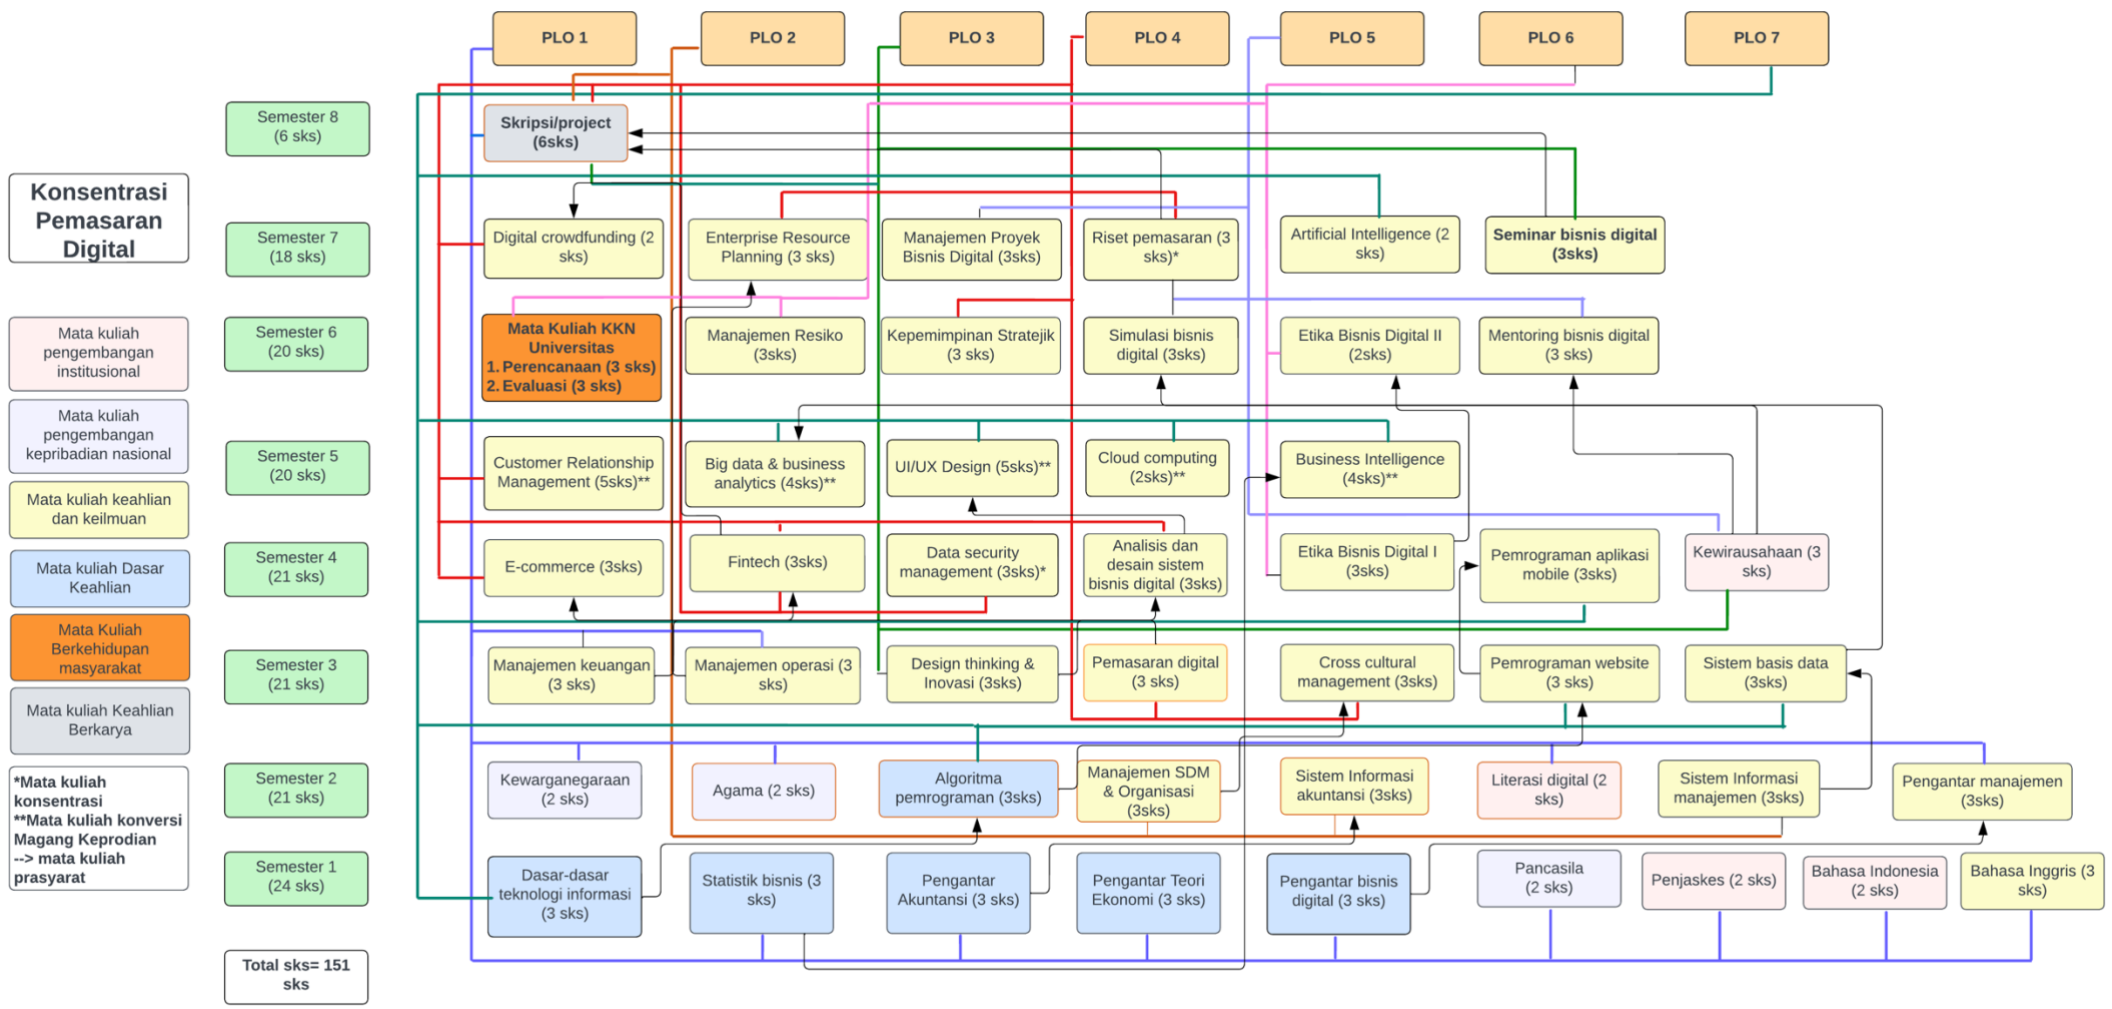 PLO 1
PLO 2
PLO 3
PLO 4
PLO 5
PLO 6
PLO 7
Konsentrasi
Pemasaran
Digital
Mata kuliah
pengembangan
institusional
Mata kuliah
pengembangan
kepribadian nasional
Mata kuliah keahlian
dan keilmuan
Mata kuliah Dasar
Keahlian
Mata Kuliah
Berkehidupan
masyarakat
Mata kuliah Keahlian
Berkarya
*Mata kuliah
konsentrasi
**Mata kuliah konversi
Magang Keprodian
--> mata kuliah
prasyarat
Semester 8
(6 sks)
Skripsi/project
(6sks)
Semester 7
(18 sks)
Digital crowdfunding (2
sks)
Enterprise Resource
Planning (3 sks)
Manajemen Proyek
Bisnis Digital (3sks)
Riset pemasaran (3
sks)*
Artificial Intelligence (2
sks)
Seminar bisnis digital
(3sks)
Semester 6
(20 sks)
Mata Kuliah KKN
Universitas
1. Perencanaan (3 sks)
2. Evaluasi (3 sks)
Manajemen Resiko
(3sks)
Kepemimpinan Stratejik
(3 sks)
Simulasi bisnis
digital (3sks)
Etika Bisnis Digital II
(2sks)
Mentoring bisnis digital
(3 sks)
Semester 5
(20 sks)
Customer Relationship
Management (5sks)**
Big data & business
analytics (4sks)**
UI/UX Design (5sks)**
Cloud computing
(2sks)**
Business Intelligence
(4sks)**
Semester 4
(21 sks)
E-commerce (3sks)
Fintech (3sks)
Data security
management (3sks)*
Analisis dan
desain sistem
bisnis digital (3sks)
Etika Bisnis Digital I
(3sks)
Pemrograman aplikasi
mobile (3sks)
Kewirausahaan (3
sks)
Semester 3
(21 sks)
Manajemen keuangan
(3 sks)
Manajemen operasi (3
sks)
Design thinking &
Inovasi (3sks)
Pemasaran digital
(3 sks)
Cross cultural
management (3sks)
Pemrograman website
(3 sks)
Sistem basis data
(3sks)
Semester 2
(21 sks)
Kewarganegaraan
(2 sks)
Agama (2 sks)
Algoritma
pemrograman (3sks)
Manajemen SDM
& Organisasi
(3sks)
Sistem Informasi
akuntansi (3sks)
Literasi digital (2
sks)
Sistem Informasi
manajemen (3sks)
Pengantar manajemen
(3sks)
Semester 1
(24 sks)
Dasar-dasar
teknologi informasi
(3 sks)
Statistik bisnis (3
sks)
Pengantar
Akuntansi (3 sks)
Pengantar Teori
Ekonomi (3 sks)
Pengantar bisnis
digital (3 sks)
Pancasila
(2 sks)
Penjaskes (2 sks)
Bahasa Indonesia
(2 sks)
Bahasa Inggris (3
sks)
Total sks= 151
sks